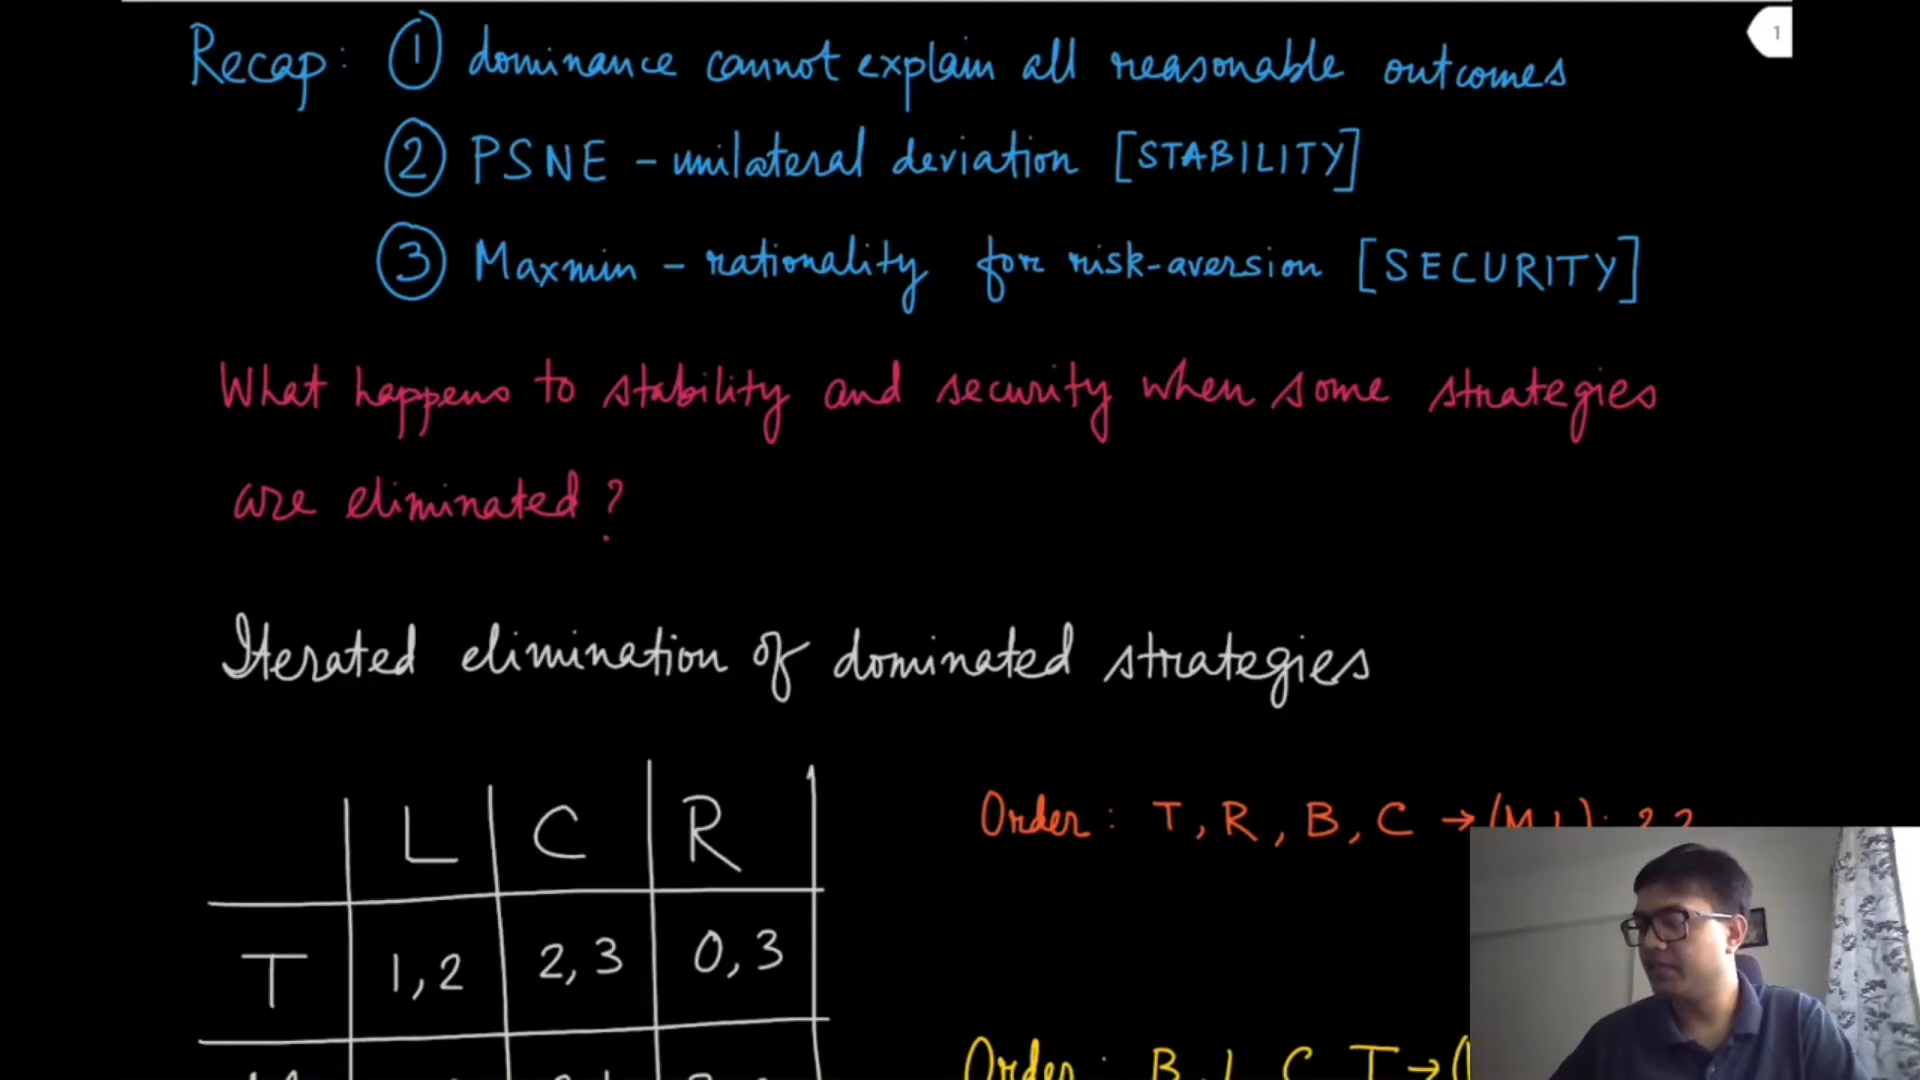 1
Recap: ① dominance cannot explain all reasonable outcomes
② PSNE - unilateral deviation [STABILITY]
③ Maxmin - rationality for risk-aversion [SECURITY]
What happens to stability and security when some strategies
are eliminated?
Iterated elimination of dominated strategies
L C R
Order: T, R, B, C →
T 1,2 2,3 0,3
Order: